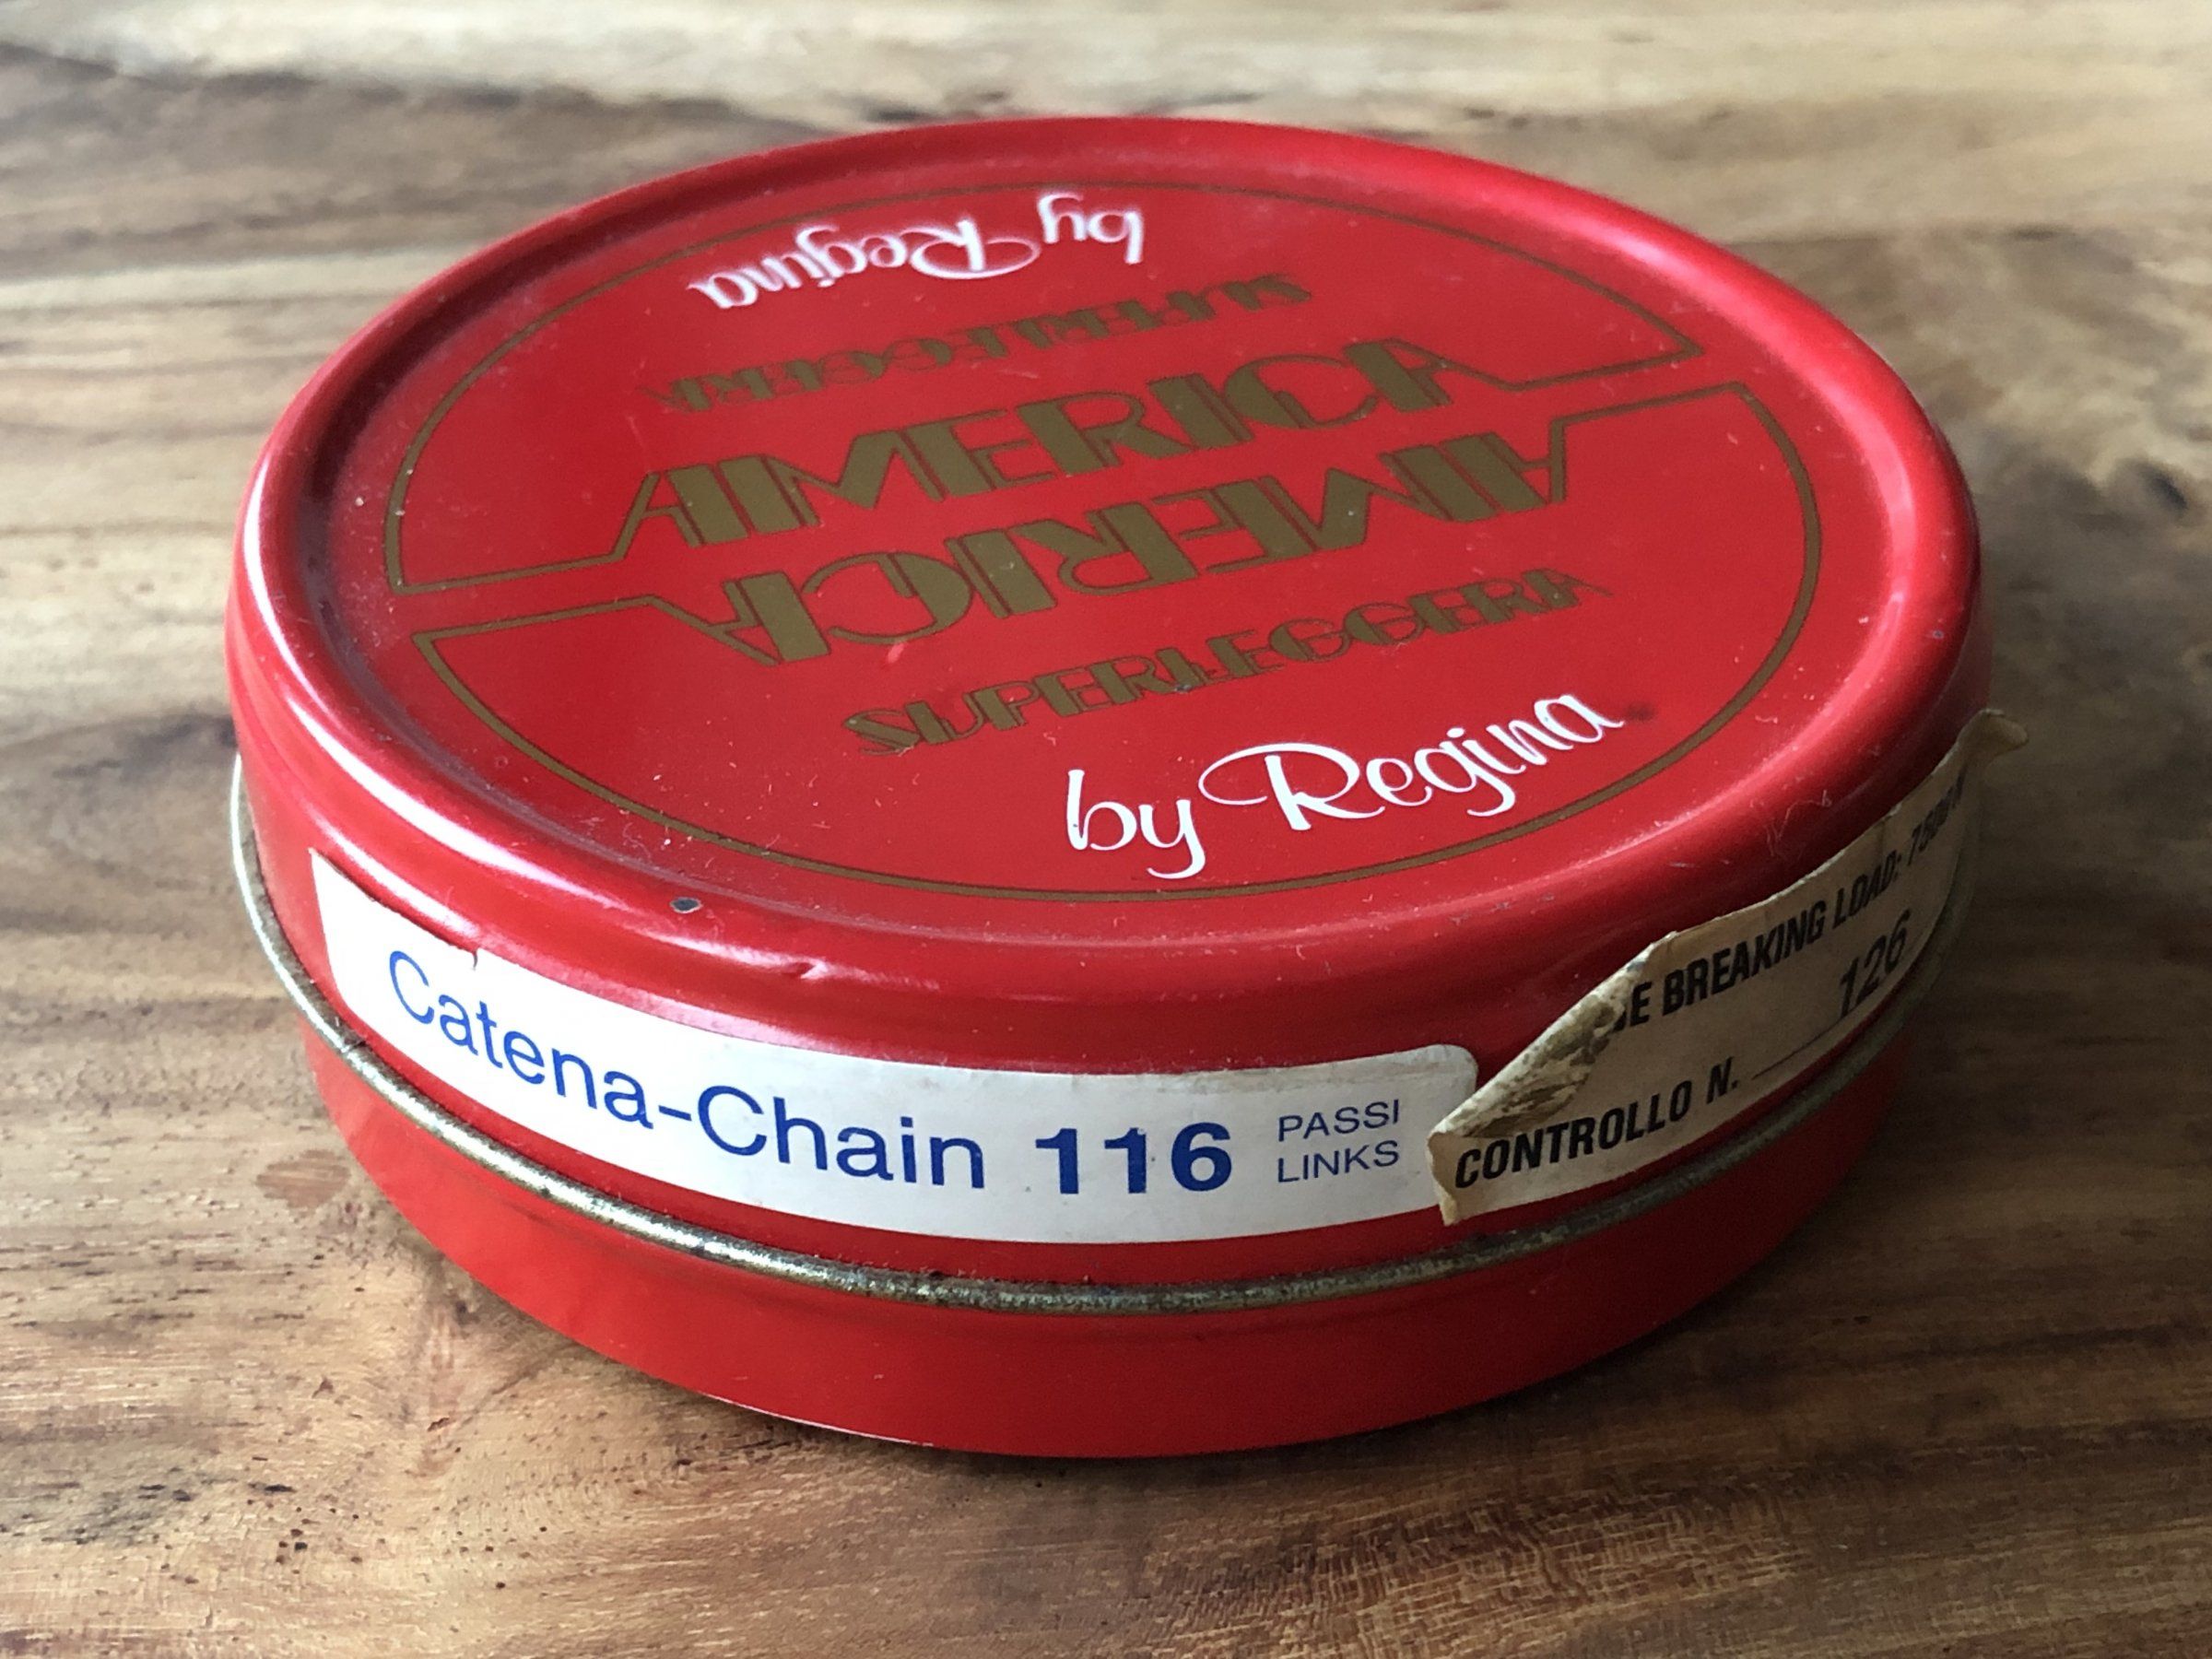 by Regina
SUPERLEGGERA
AMERICA
AMERICA
SUPERLEGGERA
by Regina
Catena-Chain 116 PASSI
LINKS
BREAKING LOAD:
126
CONTROLLO N.